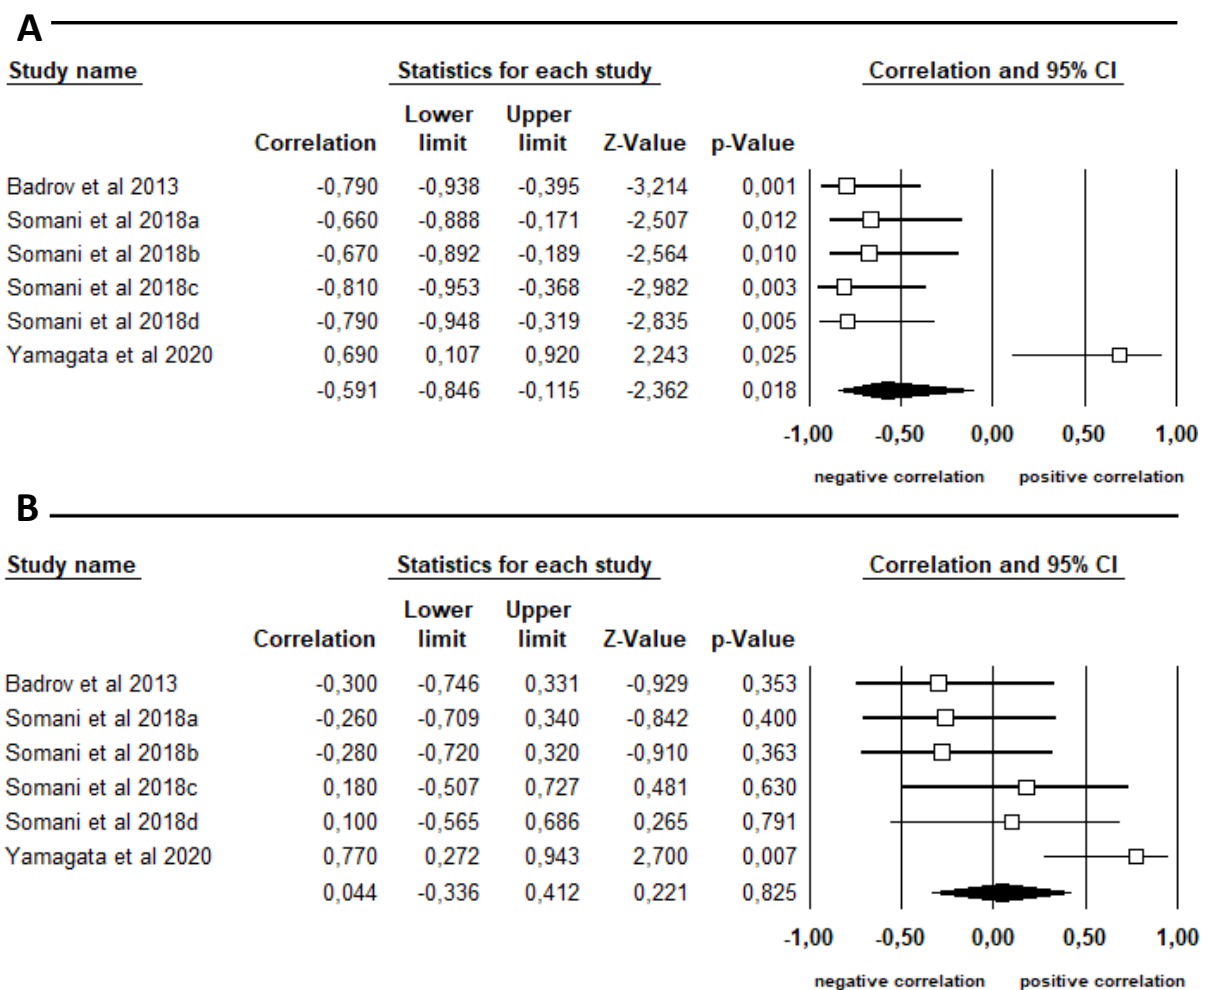 A
Study name Statistics for each study Correlation and 95% CI
Lower Upper
Correlation limit limit Z-Value p-Value
Badrov et al 2013 -0,790 -0,938 -0,395 -3,214 0,001
Somani et al 2018a -0,660 -0,888 -0,171 -2,507 0,012
Somani et al 2018b -0,670 -0,892 -0,189 -2,564 0,010
Somani et al 2018c -0,810 -0,953 -0,368 -2,982 0,003
Somani et al 2018d -0,790 -0,948 -0,319 -2,835 0,005
Yamagata et al 2020 0,690 0,107 0,920 2,243 0,025
-0,591 -0,846 -0,115 -2,362 0,018
-1,00 -0,50 0,00 0,50 1,00
negative correlation positive correlation
B
Study name Statistics for each study Correlation and 95% CI
Lower Upper
Correlation limit limit Z-Value p-Value
Badrov et al 2013 -0,300 -0,746 0,331 -0,929 0,353
Somani et al 2018a -0,260 -0,709 0,340 -0,842 0,400
Somani et al 2018b -0,280 -0,720 0,320 -0,910 0,363
Somani et al 2018c 0,180 -0,507 0,727 0,481 0,630
Somani et al 2018d 0,100 -0,565 0,686 0,265 0,791
Yamagata et al 2020 0,770 0,272 0,943 2,700 0,007
0,044 -0,336 0,412 0,221 0,825
-1,00 -0,50 0,00 0,50 1,00
negative correlation positive correlation